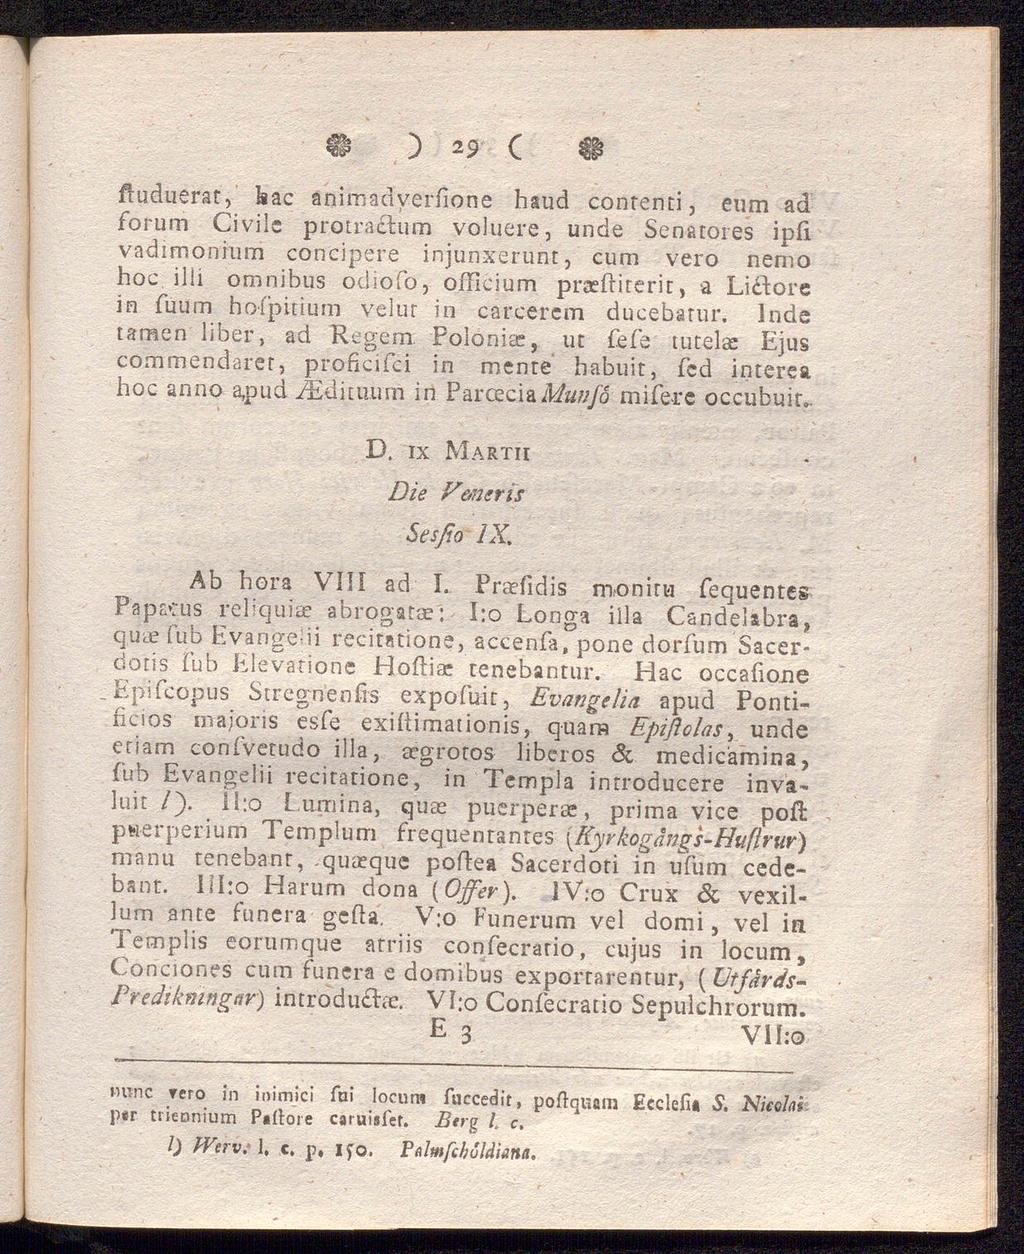 ❁ ) 29 ( ❁
ſtuduerat, hac animadverſione haud contenti, eum ad
forum Civile protractum voluere, unde Senatores ipſi
vadimonium concipere injunxerunt, cum vero nemo
hoc illi omnibus odioſo, officium præſtiterit, a Lictore
in ſuum hoſpitium velut in carcerem ducebatur. Inde
tamen liber, ad Regem Poloniæ, ut ſeſe tutelæ Ejus
commendaret, proficiſci in mente habuit, ſed interea
hoc anno apud Ædituum in Parœcia Munſö miſere occubuit.
D. IX MARTII
Die Veneris
Sesſio IX.
Ab hora VIII ad I. Præſidis monitu ſequentes
Papatus reliquiæ abrogatæ: I:o Longa illa Candelabra,
quæ ſub Evangelii recitatione, accenſa, pone dorſum Sacer-
dotis ſub Elevatione Hoſtiæ tenebantur. Hac occaſione
Epiſcopus Stregnenſis expoſuit, Evangelia apud Ponti-
ficios majoris esſe exiſtimationis, quam Epiſtolas, unde
etiam conſvetudo illa, ægrotos liberos & medicamina,
ſub Evangelii recitatione, in Templa introducere inva-
luit l). II:o Lumina, quæ puerperæ, prima vice poſt
puerperium Templum frequentantes (Kyrkogångs-Huſtrur)
manu tenebant, quæque poſtea Sacerdoti in uſum cede-
bant. III:o Harum dona (Offer). IV:o Crux & vexil-
lum ante funera geſta. V:o Funerum vel domi, vel in
Templis eorumque atriis conſecratio, cujus in locum,
Conciones cum funera e domibus exportarentur, (Utfärds-
Predikningar) introductæ. VI:o Conſecratio Sepulchrorum.
E 3 VII:o
nunc vero in inimici ſui locum ſuccedit, poſtquam Eccleſia S. Nicolai
per triennium Paſtore caruisſet. Berg l. c.
l) Werv. l. c. p. 150. Palmſchöldiana.